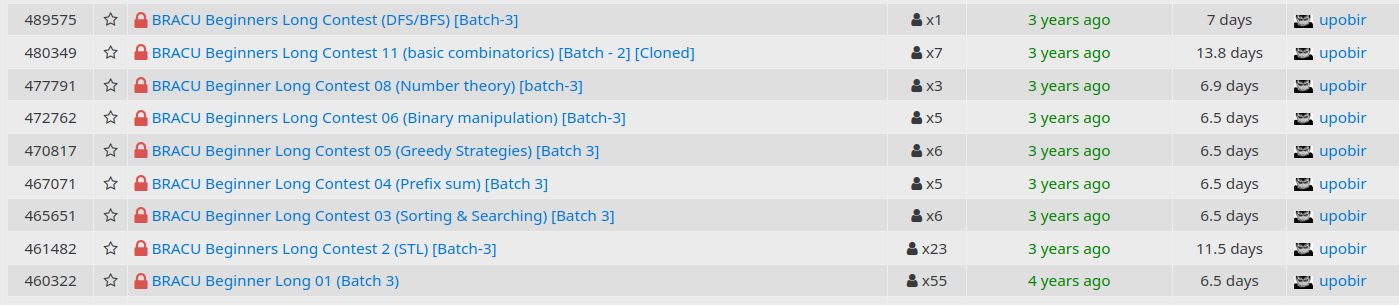 489575 BRACU Beginners Long Contest (DFS/BFS) [Batch-3] x1 3 years ago 7 days upobir
480349 BRACU Beginners Long Contest 11 (basic combinatorics) [Batch - 2] [Cloned] x7 3 years ago 13.8 days upobir
477791 BRACU Beginner Long Contest 08 (Number theory) [batch-3] x3 3 years ago 6.9 days upobir
472762 BRACU Beginners Long Contest 06 (Binary manipulation) [Batch-3] x5 3 years ago 6.5 days upobir
470817 BRACU Beginner Long Contest 05 (Greedy Strategies) [Batch 3] x6 3 years ago 6.5 days upobir
467071 BRACU Beginners Long Contest 04 (Prefix sum) [Batch 3] x5 3 years ago 6.5 days upobir
465651 BRACU Beginner Long Contest 03 (Sorting & Searching) [Batch 3] x6 3 years ago 6.5 days upobir
461482 BRACU Beginners Long Contest 2 (STL) [Batch-3] x23 3 years ago 11.5 days upobir
460322 BRACU Beginner Long 01 (Batch 3) x55 4 years ago 6.5 days upobir